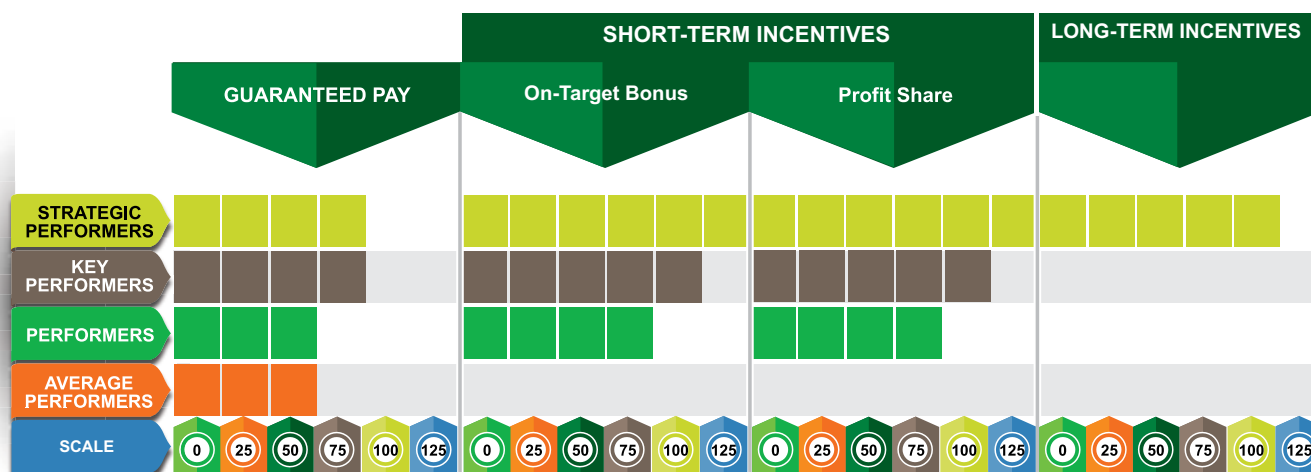 SHORT-TERM INCENTIVES
LONG-TERM INCENTIVES
GUARANTEED PAY
On-Target Bonus
Profit Share
STRATEGIC
PERFORMERS
KEY
PERFORMERS
PERFORMERS
AVERAGE
PERFORMERS
SCALE
0 25 50 75 100 125
0 25 50 75 100 125
0 25 50 75 100 125
0 25 50 75 100